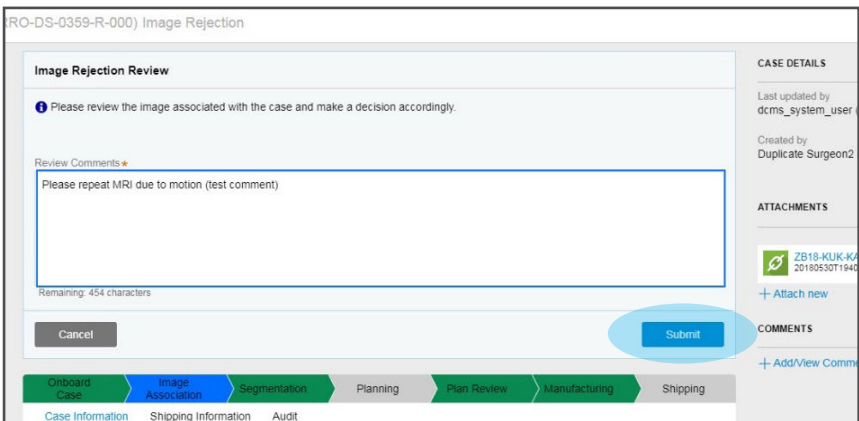 RRO-DS-0359-R-000) Image Rejection
Image Rejection Review
Please review the image associated with the case and make a decision accordingly.
Review Comments★
Please repeat MRI due to motion (test comment)
Remaining: 454 characters
Cancel
Submit
Onboard
Case
Image
Association
Segmentation
Planning
Plan Review
Manufacturing
Shipping
Case Information
Shipping Information
Audit
CASE DETAILS
Last updated by
dcms_system_user (
Created by
Duplicate Surgeon2
ATTACHMENTS
ZB18-KUK-KA
20180530T1940
+ Attach new
COMMENTS
+ Add/View Comme